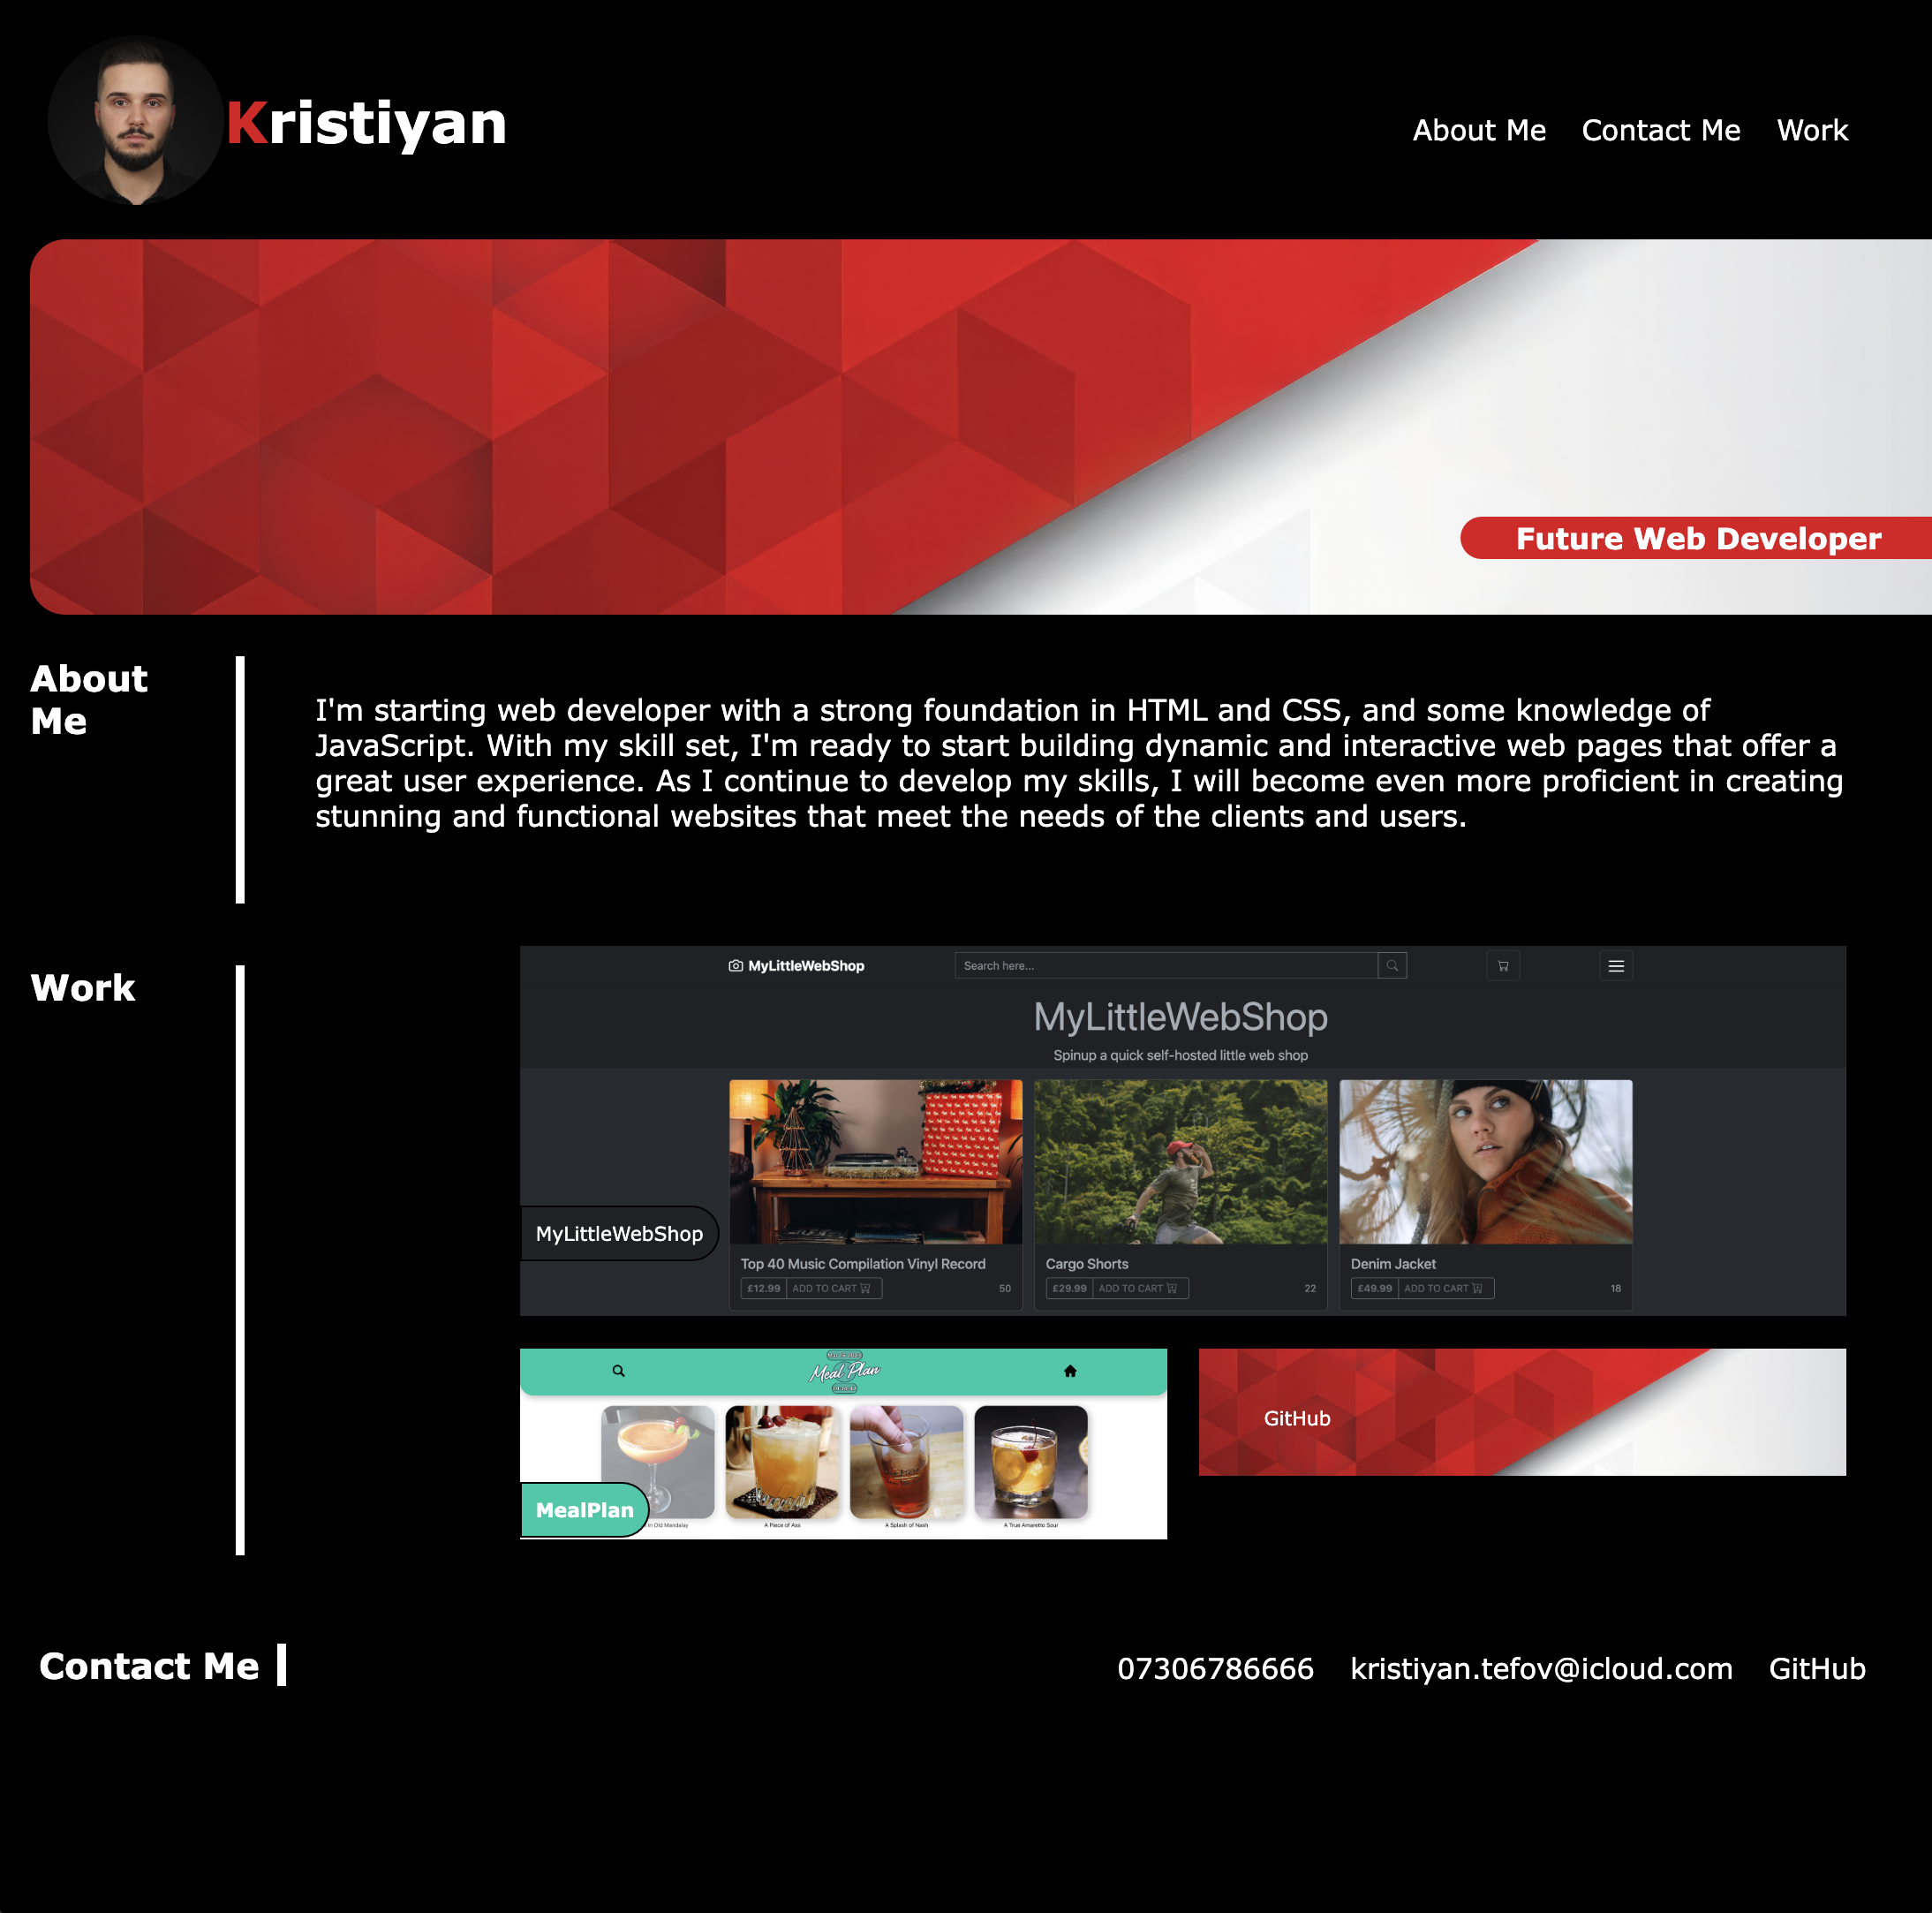 Kristiyan
About Me Contact Me Work
Future Web Developer
About
Me
I'm starting web developer with a strong foundation in HTML and CSS, and some knowledge of
JavaScript. With my skill set, I'm ready to start building dynamic and interactive web pages that offer a
great user experience. As I continue to develop my skills, I will become even more proficient in creating
stunning and functional websites that meet the needs of the clients and users.
Work
MyLittleWebShop
Search here...
MyLittleWebShop
Spinup a quick self-hosted little web shop
MyLittleWebShop
Top 40 Music Compilation Vinyl Record
£12.99 ADD TO CART 50
Cargo Shorts
£29.99 ADD TO CART 22
Denim Jacket
£49.99 ADD TO CART 18
Meal Plan
MealPlan
In Old Mandalay
A Piece of Ass
A Splash of Nash
A True Amaretto Sour
GitHub
Contact Me
07306786666 kristiyan.tefov@icloud.com GitHub